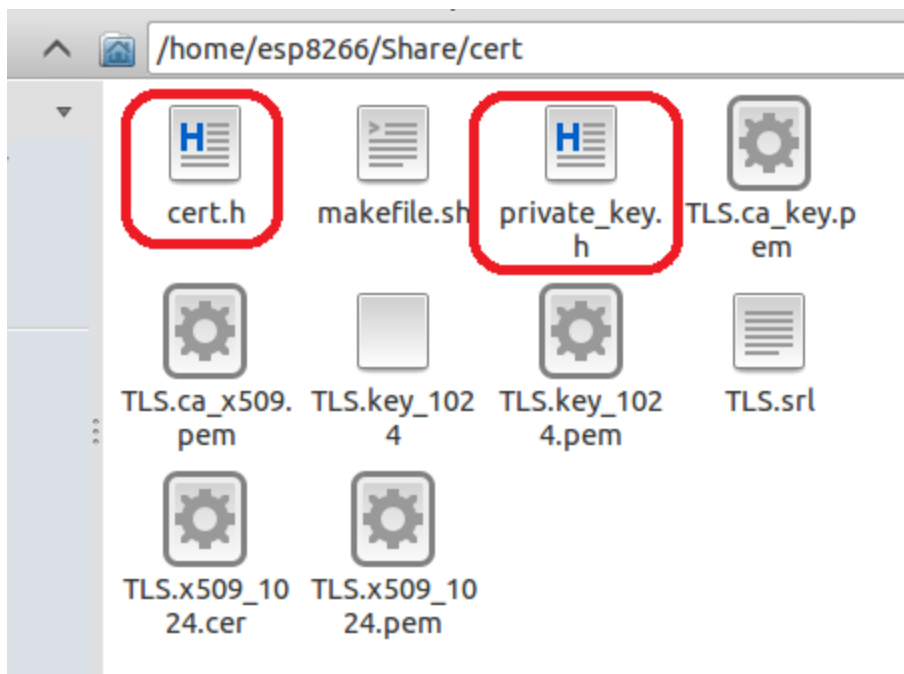 /home/esp8266/Share/cert
H
H
cert.h
makefile.sh
private_key.
h
TLS.ca_key.p
em
TLS.ca_x509.
pem
TLS.key_102
4
TLS.key_102
4.pem
TLS.srl
TLS.x509_10
24.cer
TLS.x509_10
24.pem